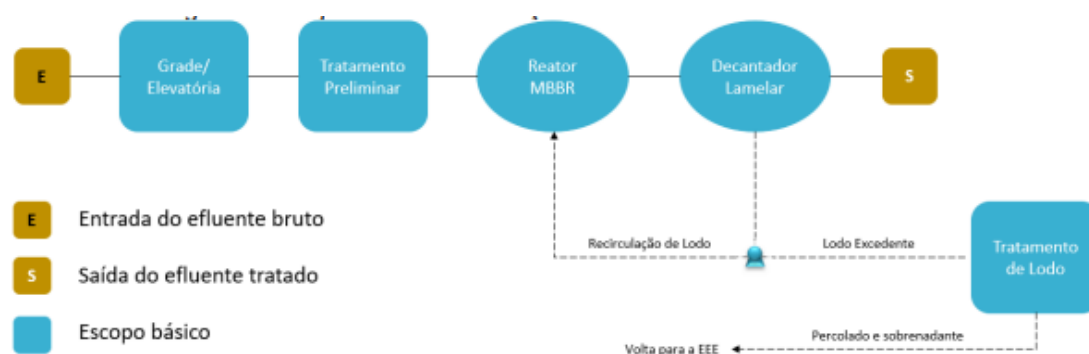 E
Grade/
Elevatória
Tratamento
Preliminar
Reator
MBBR
Decantador
Lamelar
S
E Entrada do efluente bruto
S Saída do efluente tratado
Escopo básico
Recirculação de Lodo
Lodo Excedente
Tratamento
de Lodo
Percolado e sobrenadante
Volta para a EEE